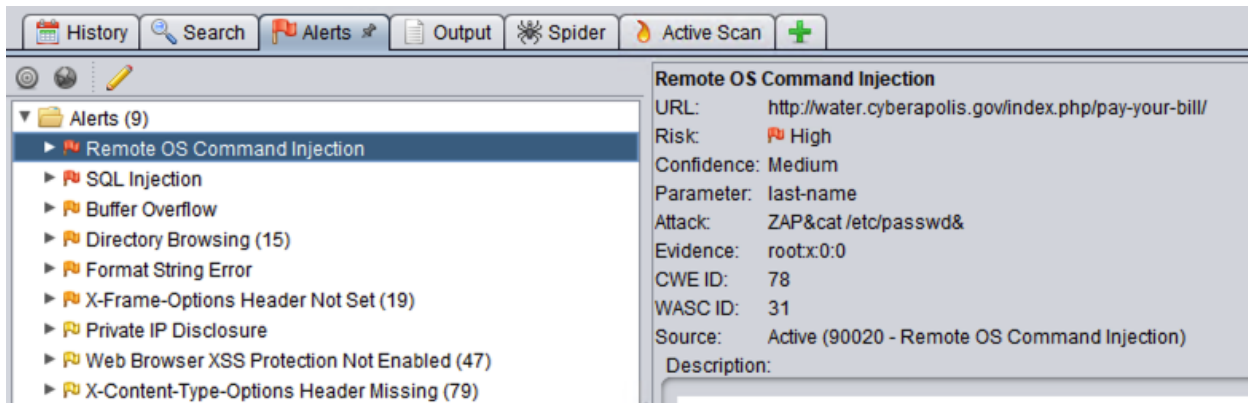 History Search Alerts Output Spider Active Scan
Alerts (9)
Remote OS Command Injection
SQL Injection
Buffer Overflow
Directory Browsing (15)
Format String Error
X-Frame-Options Header Not Set (19)
Private IP Disclosure
Web Browser XSS Protection Not Enabled (47)
X-Content-Type-Options Header Missing (79)
Remote OS Command Injection
URL: http://water.cyberapolis.gov/index.php/pay-your-bill/
Risk: High
Confidence: Medium
Parameter: last-name
Attack: ZAP&cat /etc/passwd&
Evidence: root:x:0:0
CWE ID: 78
WASC ID: 31
Source: Active (90020 - Remote OS Command Injection)
Description: